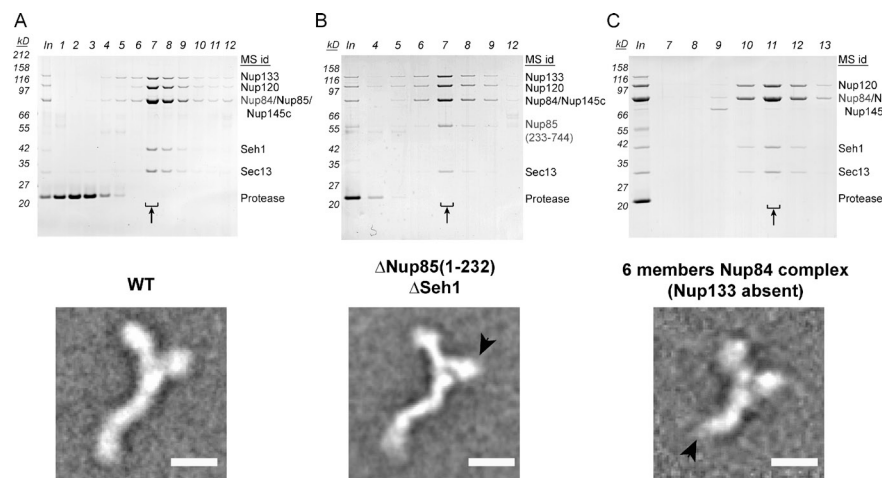 A
B
C
kD In 1 2 3 4 5 6 7 8 9 10 11 12 MS id
212
158
116
97
66
55
42
36
27
20
Nup133
Nup120
Nup84/Nup85/
Nup145c
Seh1
Sec13
Protease
kD In 4 5 6 7 8 9 12 MS id
158
116
97
66
55
42
36
27
20
Nup133
Nup120
Nup84/Nup145c
Nup85
(233-744)
Sec13
Protease
kD In 7 8 9 10 11 12 13 MS id
158
116
97
66
55
42
36
27
20
Nup120
Nup84/N
Nup145
Seh1
Sec13
Protease
WT
ΔNup85(1-232)
ΔSeh1
6 members Nup84 complex
(Nup133 absent)